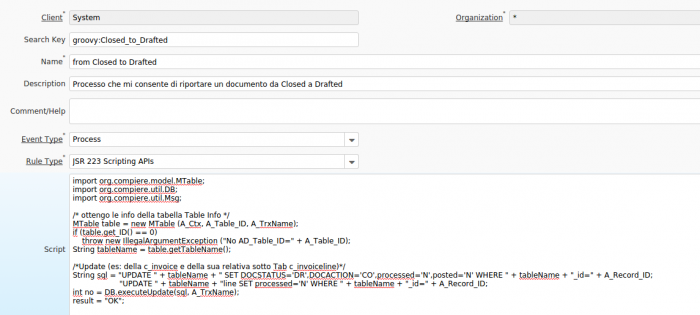 Client* System Organization* *
Search Key groovy:Closed_to_Drafted
Name* from Closed to Drafted
Description Processo che mi consente di riportare un documento da Closed a Drafted
Comment/Help
Event Type* Process
Rule Type* JSR 223 Scripting APIs
Script
import org.compiere.model.MTable;
import org.compiere.util.DB;
import org.compiere.util.Msg;
/* ottengo le info della tabella Table Info */
MTable table = new MTable (A_Ctx, A_Table_ID, A_TrxName);
if (table.get_ID() == 0)
throw new IllegalArgumentException ("No AD_Table_ID=" + A_Table_ID);
String tableName = table.getTableName();
/*Update (es: della c_invoice e della sua relativa sotto Tab c_invoiceline)*/
String sql = "UPDATE " + tableName + " SET DOCSTATUS='DR',DOCACTION='CO',processed='N',posted='N' WHERE " + tableName + "_id=" + A_Record_ID;
"UPDATE " + tableName + "line SET processed='N' WHERE " + tableName + "_id=" + A_Record_ID;
int no = DB.executeUpdate(sql, A_TrxName);
result = "OK";